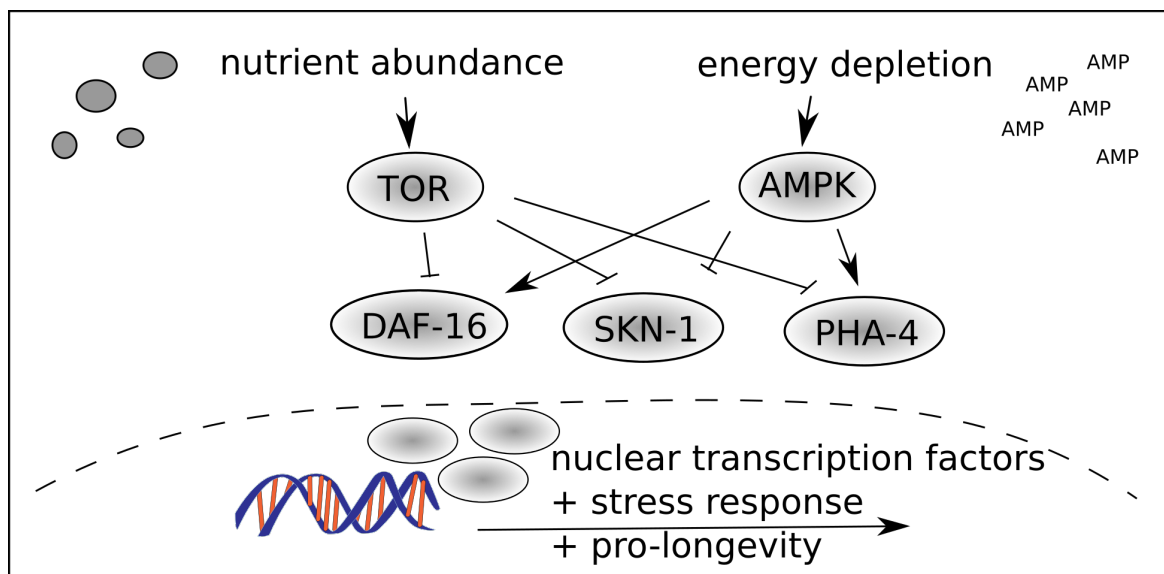 nutrient abundance
energy depletion
AMP
AMP
AMP
AMP
AMP
TOR
AMPK
DAF-16
SKN-1
PHA-4
nuclear transcription factors
+ stress response
+ pro-longevity